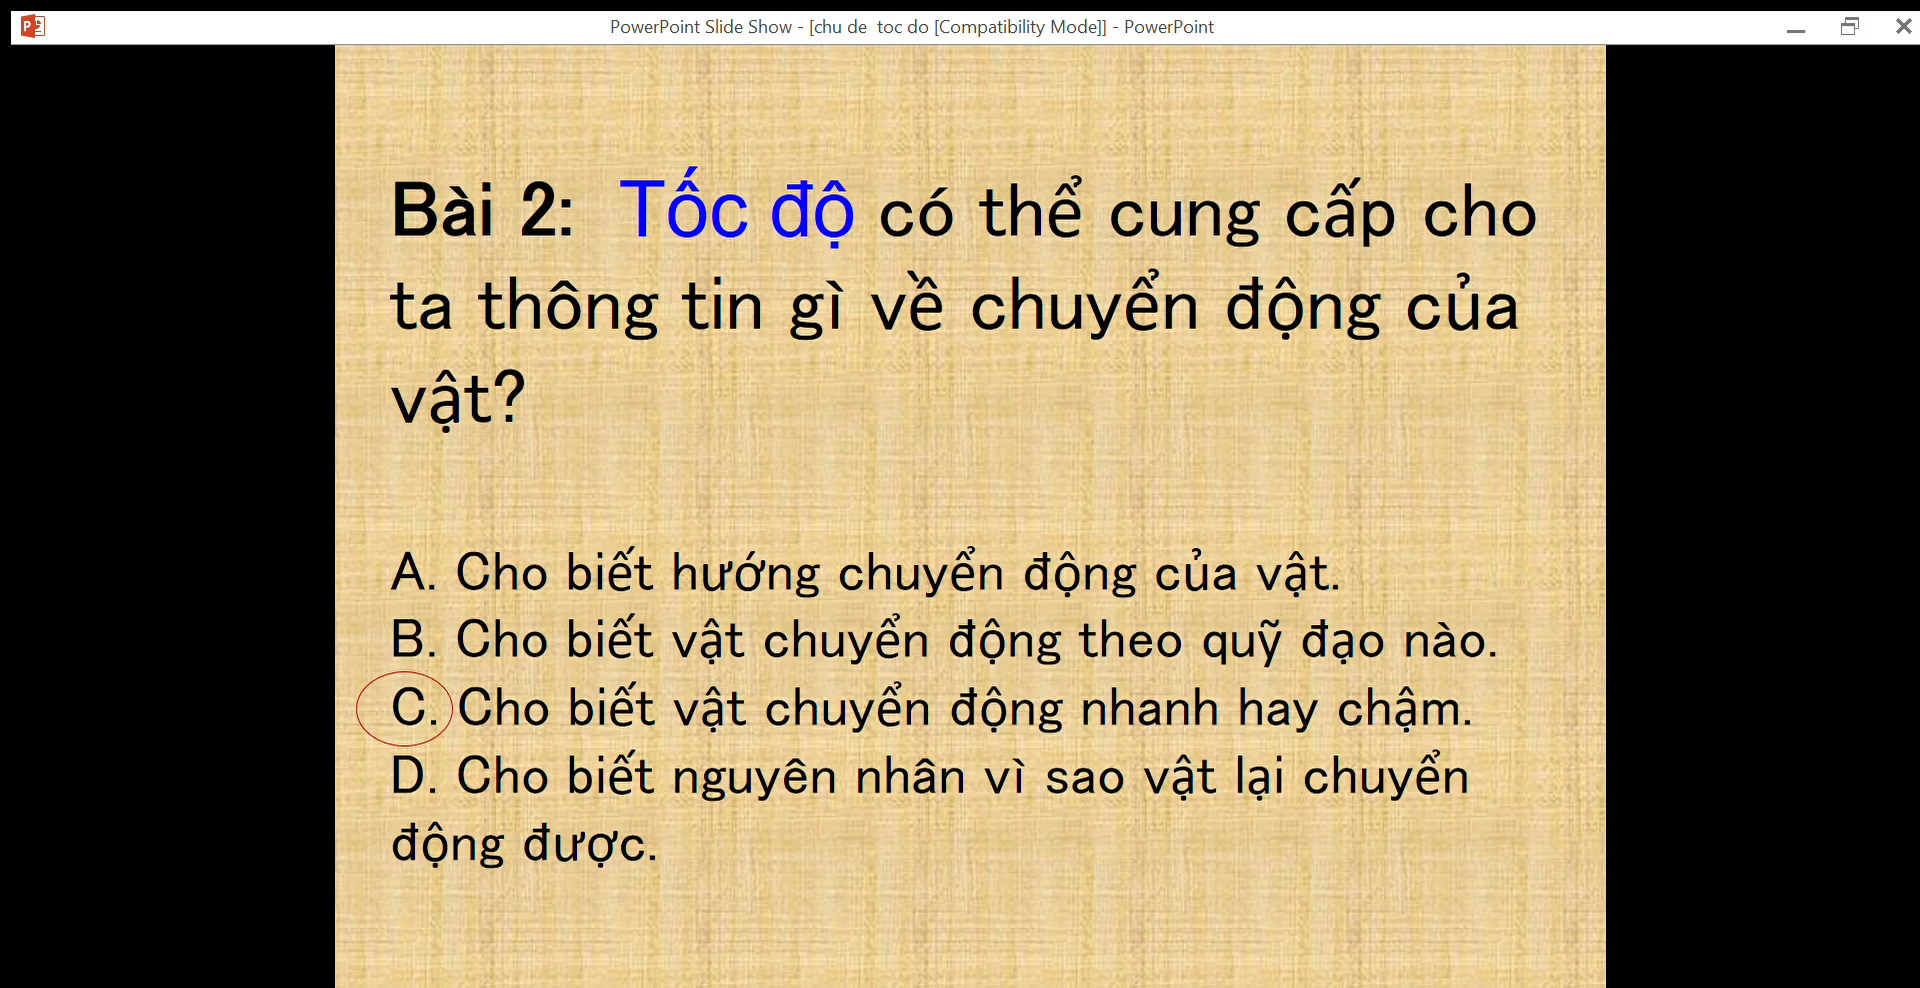 PowerPoint Slide Show - [chu de  toc do [Compatibility Mode]] - PowerPoint
Bài 2:  Tốc độ có thể cung cấp cho
ta thông tin gì về chuyển động của
vật?
A. Cho biết hướng chuyển động của vật.
B. Cho biết vật chuyển động theo quỹ đạo nào.
C. Cho biết vật chuyển động nhanh hay chậm.
D. Cho biết nguyên nhân vì sao vật lại chuyển
động được.